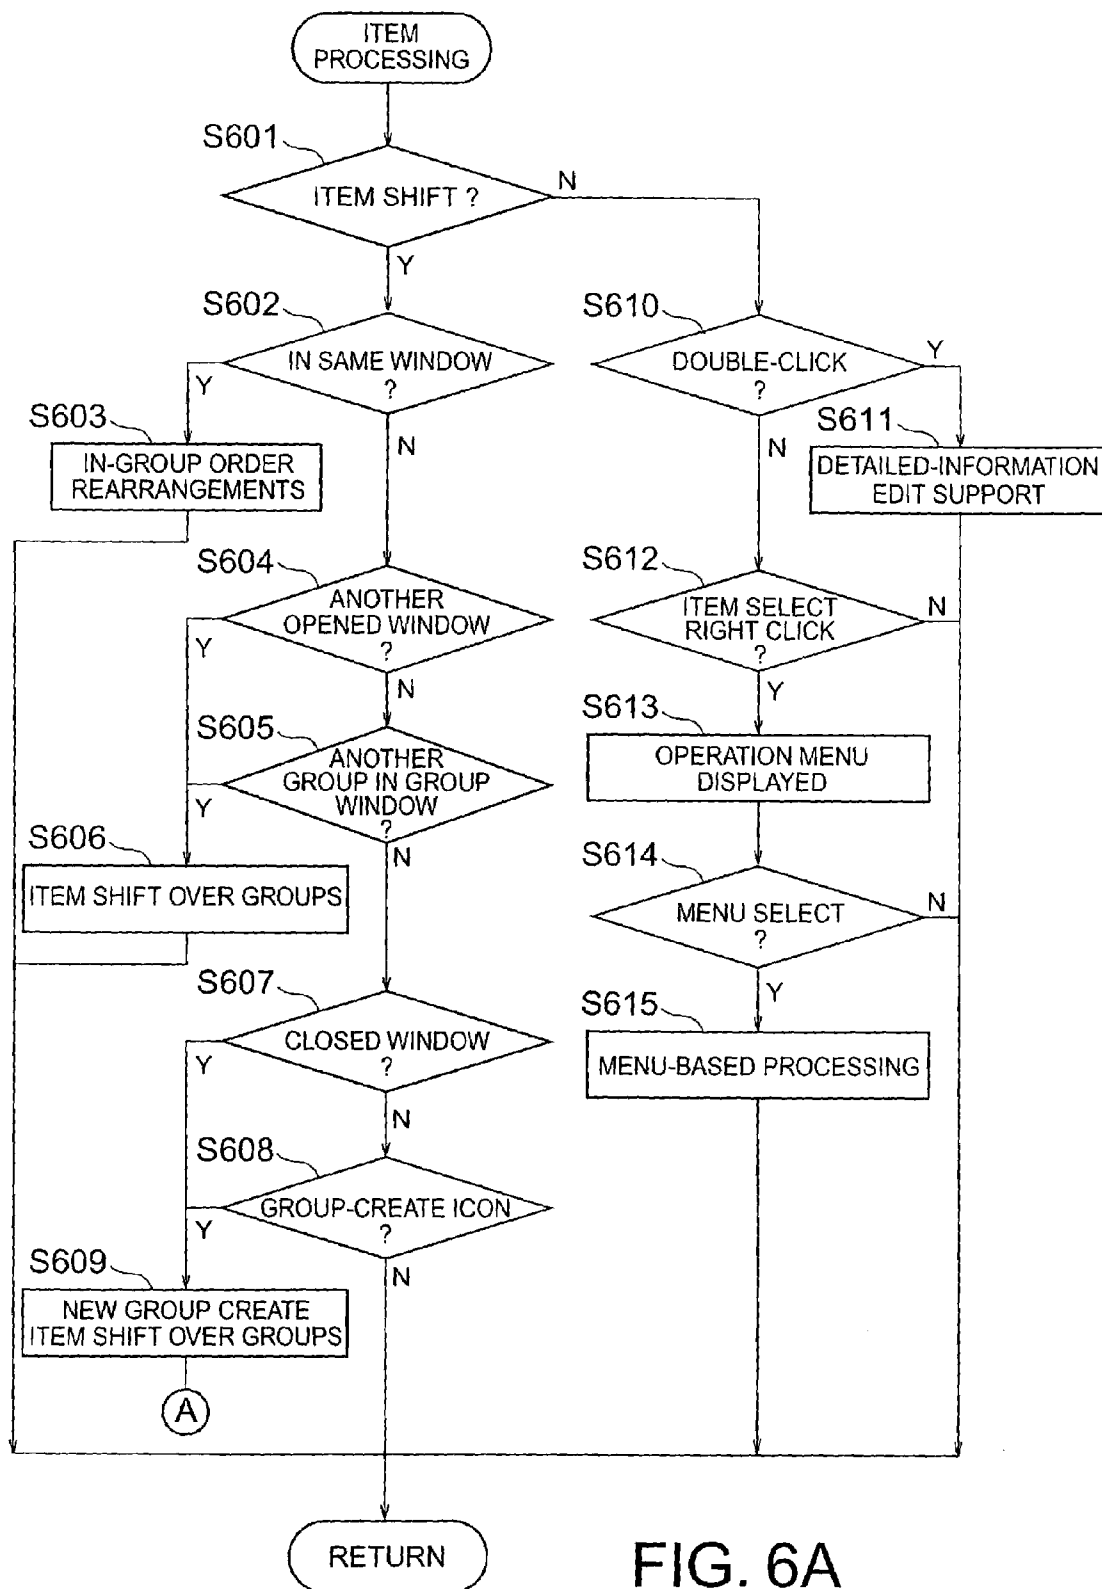 ITEM
PROCESSING
S601
ITEM SHIFT ?
N
Y
S602
IN SAME WINDOW
?
Y
N
S603
IN-GROUP ORDER
REARRANGEMENTS
S610
DOUBLE-CLICK
?
Y
N
S611
DETAILED-INFORMATION
EDIT SUPPORT
S604
ANOTHER
OPENED WINDOW
?
Y
N
S605
ANOTHER
GROUP IN GROUP
WINDOW
?
Y
N
S606
ITEM SHIFT OVER GROUPS
S612
ITEM SELECT
RIGHT CLICK
?
N
Y
S613
OPERATION MENU
DISPLAYED
S614
MENU SELECT
?
N
Y
S615
MENU-BASED PROCESSING
S607
CLOSED WINDOW
?
Y
N
S608
GROUP-CREATE ICON
?
Y
N
S609
NEW GROUP CREATE
ITEM SHIFT OVER GROUPS
A
RETURN
FIG. 6A